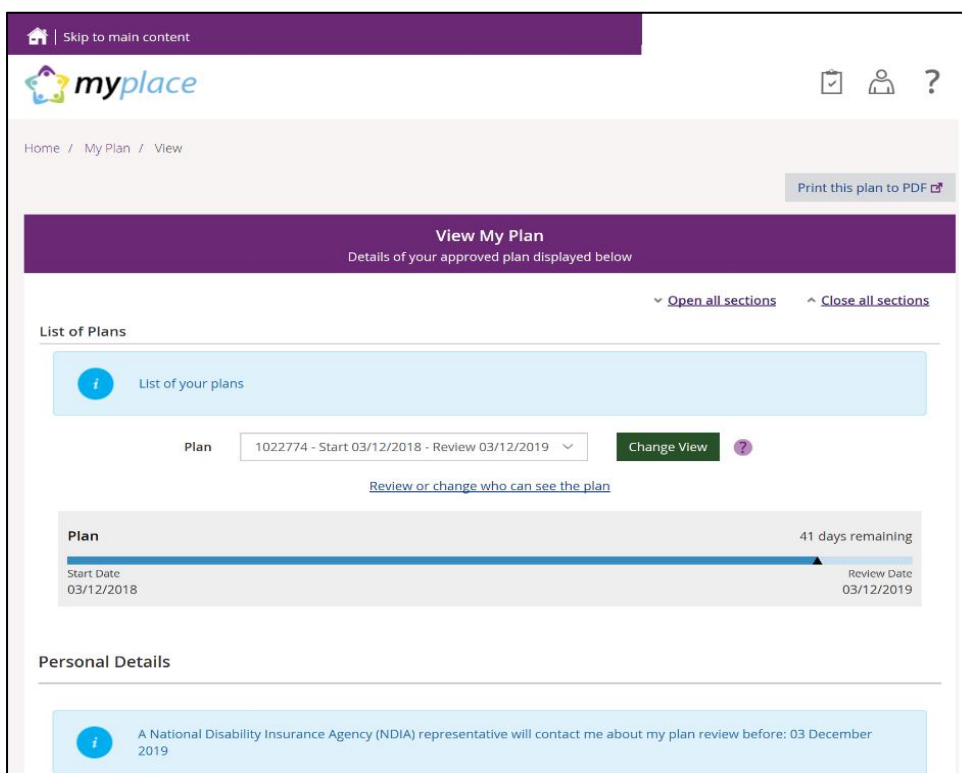 Skip to main content
myplace
?
Home / My Plan / View
Print this plan to PDF
View My Plan
Details of your approved plan displayed below
Open all sections Close all sections
List of Plans
i List of your plans
Plan 1022774 - Start 03/12/2018 - Review 03/12/2019 Change View ?
Review or change who can see the plan
Plan 41 days remaining
Start Date Review Date
03/12/2018 03/12/2019
Personal Details
i A National Disability Insurance Agency (NDIA) representative will contact me about my plan review before: 03 December
2019